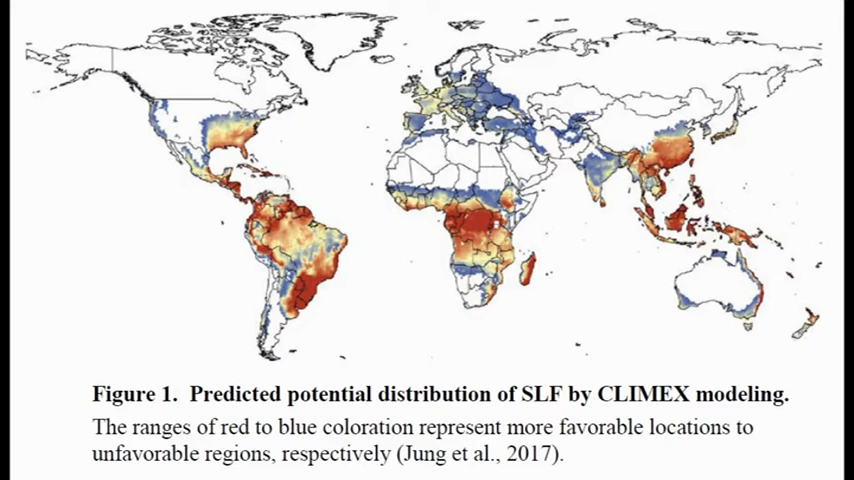 Figure 1. Predicted potential distribution of SLF by CLIMEX modeling.
The ranges of red to blue coloration represent more favorable locations to
unfavorable regions, respectively (Jung et al., 2017).